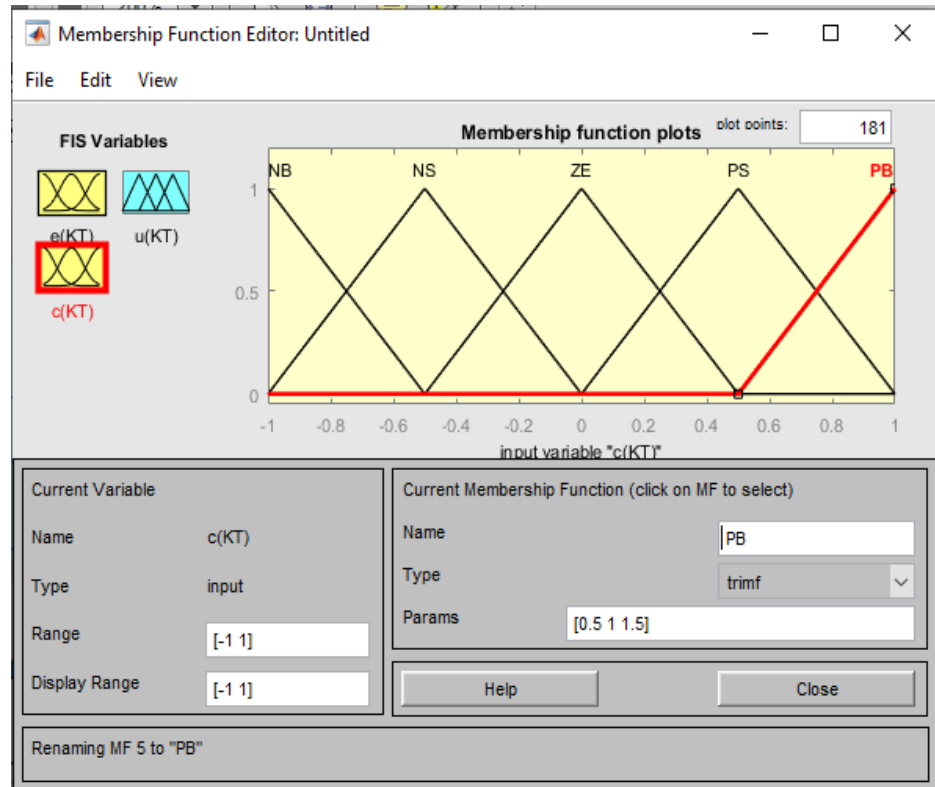 Membership Function Editor: Untitled
File Edit View
FIS Variables
e(KT) u(KT)
c(KT)
Membership function plots plot points: 181
NB NS ZE PS PB
1
0.5
0
-1 -0.8 -0.6 -0.4 -0.2 0 0.2 0.4 0.6 0.8 1
input variable "c(KT)"
Current Variable
Name c(KT)
Type input
Range [-1 1]
Display Range [-1 1]
Current Membership Function (click on MF to select)
Name PB
Type trimf
Params [0.5 1 1.5]
Help Close
Renaming MF 5 to "PB"